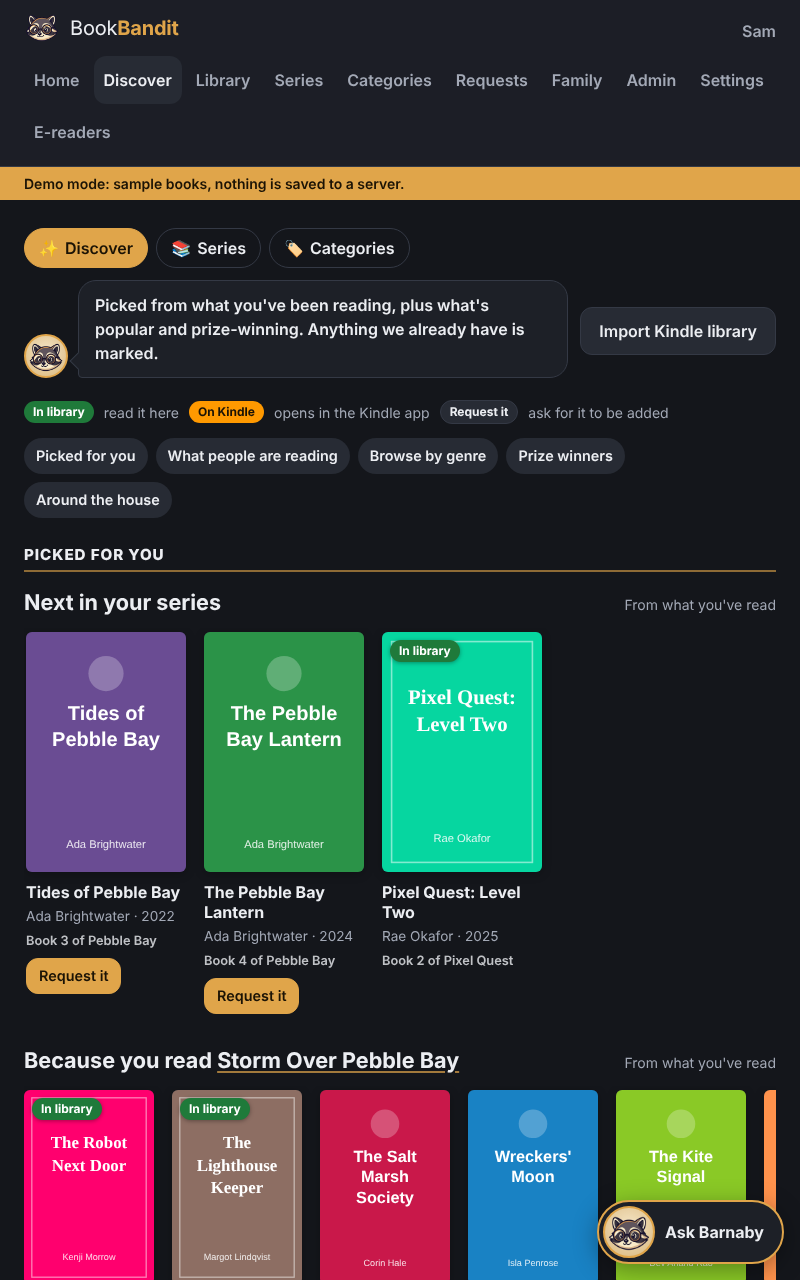 BookBandit
Sam
Home Discover Library Series Categories Requests Family Admin Settings
E-readers
Demo mode: sample books, nothing is saved to a server.
✨ Discover 📚 Series 🏷️ Categories
Picked from what you've been reading, plus what's
popular and prize-winning. Anything we already have is
marked.
Import Kindle library
In library read it here On Kindle opens in the Kindle app Request it ask for it to be added
Picked for you What people are reading Browse by genre Prize winners
Around the house
PICKED FOR YOU
Next in your series
From what you've read
Tides of
Pebble Bay
Ada Brightwater
The Pebble
Bay Lantern
Ada Brightwater
In library
Pixel Quest:
Level Two
Rae Okafor
Tides of Pebble Bay
Ada Brightwater · 2022
Book 3 of Pebble Bay
Request it
The Pebble Bay
Lantern
Ada Brightwater · 2024
Book 4 of Pebble Bay
Request it
Pixel Quest: Level
Two
Rae Okafor · 2025
Book 2 of Pixel Quest
Because you read Storm Over Pebble Bay
From what you've read
In library
The Robot
Next Door
Kenji Morrow
In library
The
Lighthouse
Keeper
Margot Lindqvist
The Salt
Marsh
Society
Corin Hale
Wreckers'
Moon
Isla Penrose
The Kite
Signal
Ask Barnaby